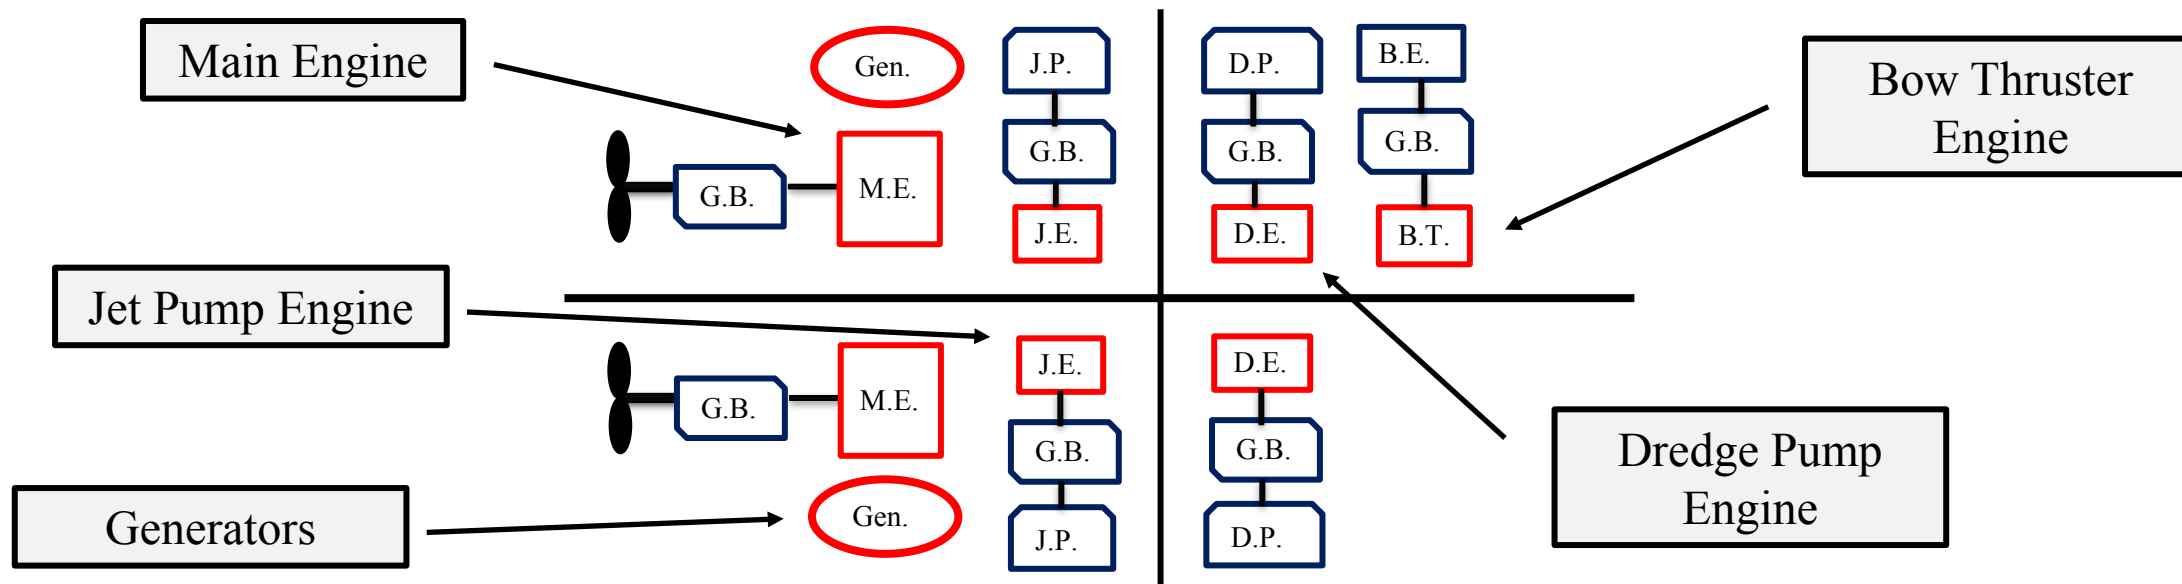 Main Engine
Gen.
J.P.
D.P.
B.E.
Bow Thruster
Engine
G.B.
G.B.
G.B.
G.B.
M.E.
J.E.
D.E.
B.T.
Jet Pump Engine
J.E.
D.E.
G.B.
M.E.
G.B.
G.B.
Dredge Pump
Engine
Generators
Gen.
J.P.
D.P.